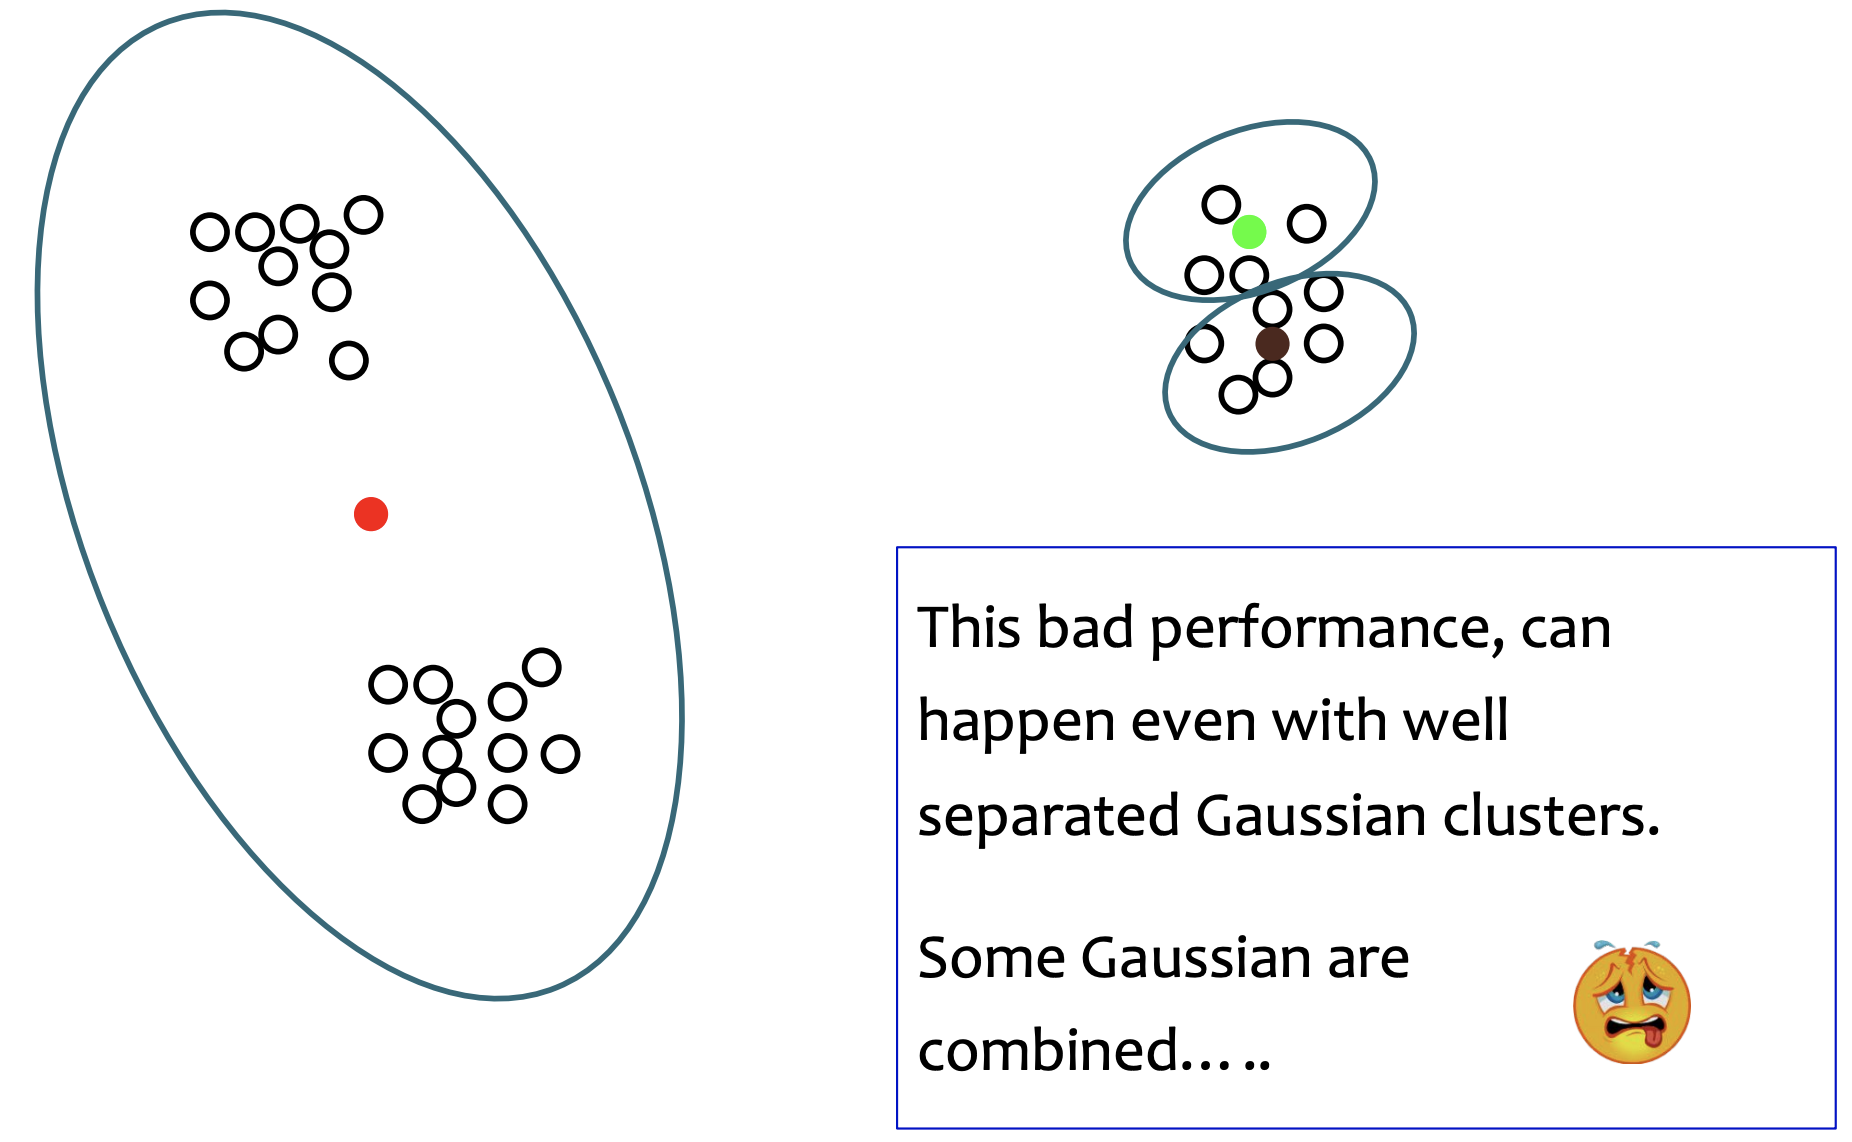 This bad performance, can
happen even with well
separated Gaussian clusters.
Some Gaussian are
combined… ..